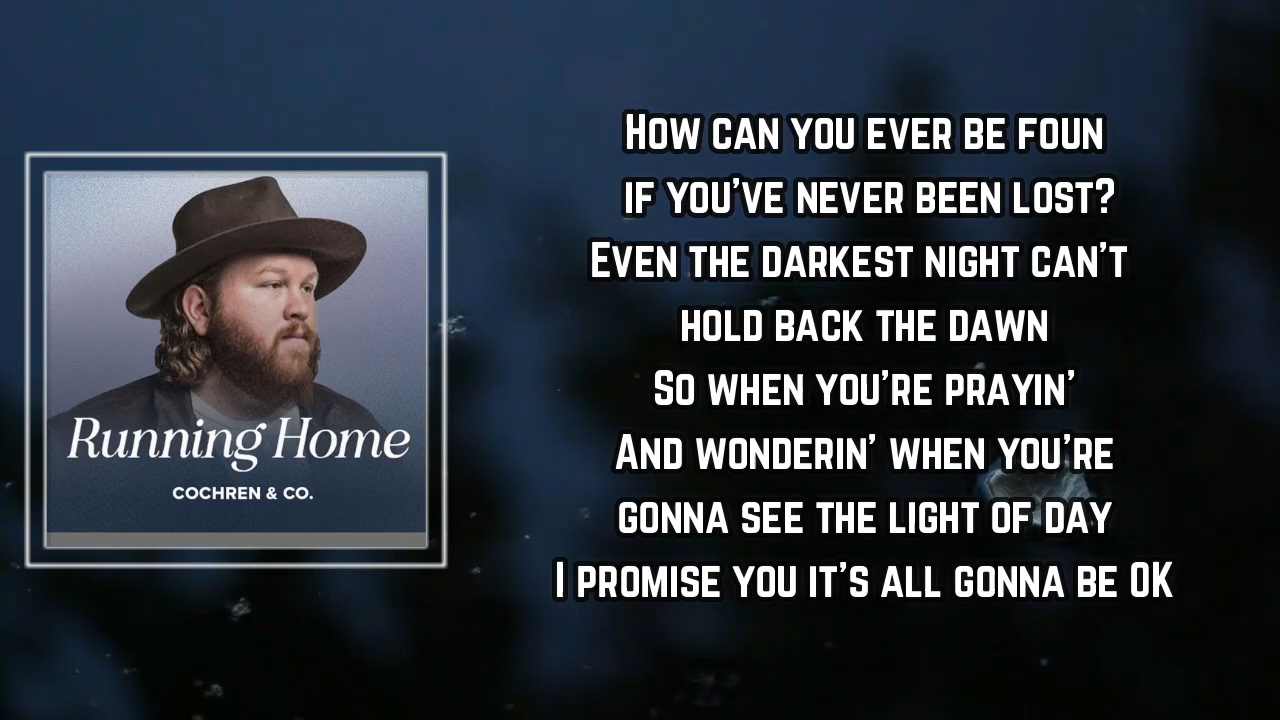 Running Home
COCHREN & CO.
HOW CAN YOU EVER BE FOUN
IF YOU'VE NEVER BEEN LOST?
EVEN THE DARKEST NIGHT CAN'T
HOLD BACK THE DAWN
SO WHEN YOU'RE PRAYIN'
AND WONDERIN' WHEN YOU'RE
GONNA SEE THE LIGHT OF DAY
I PROMISE YOU IT'S ALL GONNA BE OK